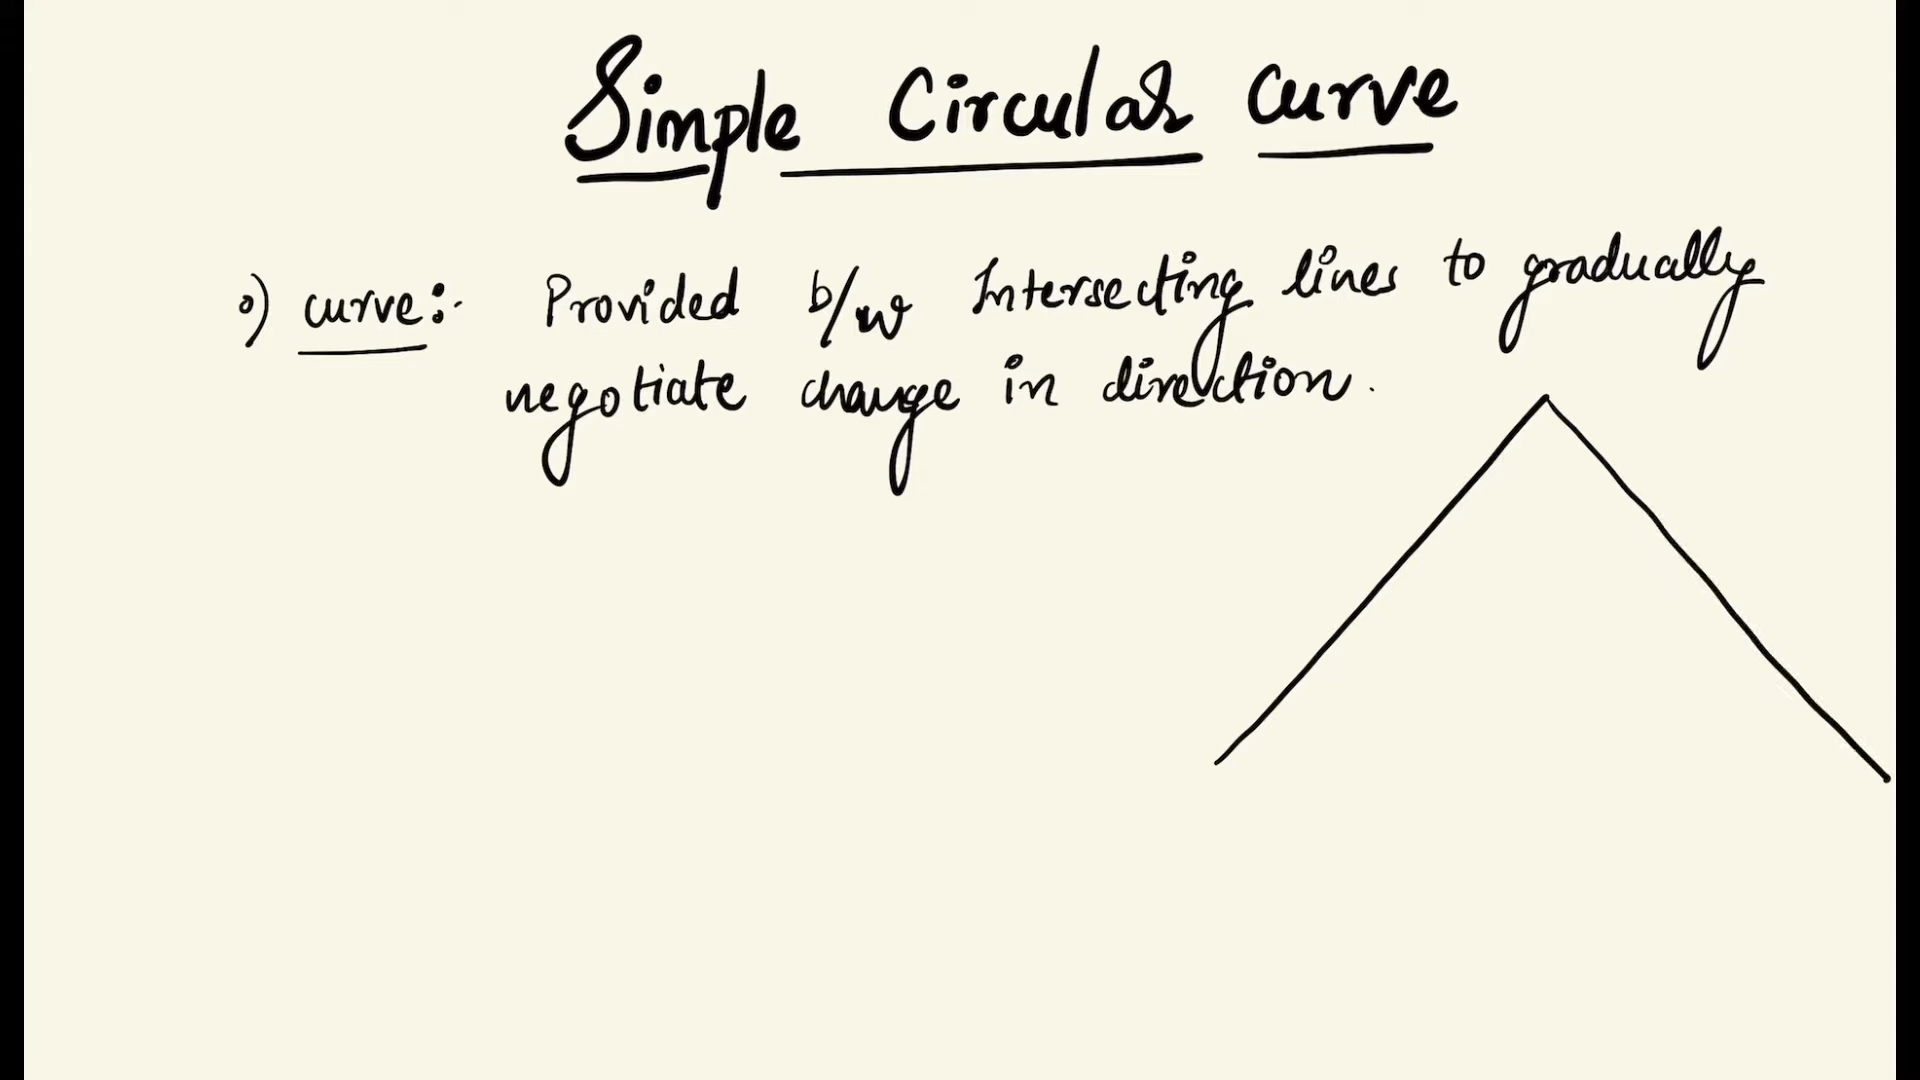 Simple Circular curve
o) curve:- Provided b/w Intersecting lines to gradually
negotiate change in direction.